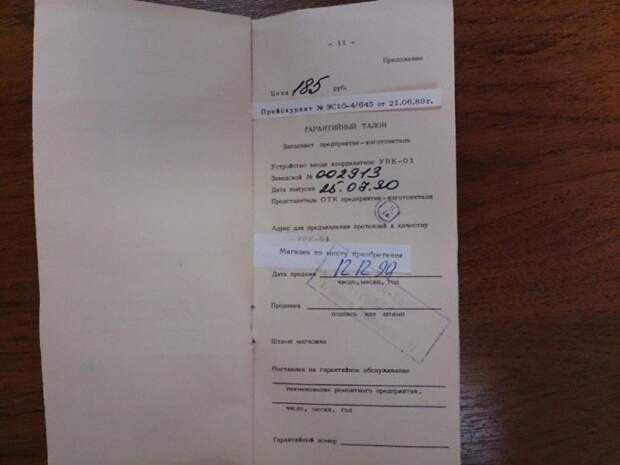 - 11 -
Приложение
Цена 185 руб.
Прейскурант № ЭС10-4/645 от 21.06.89г.
ГАРАНТИЙНЫЙ ТАЛОН
Заполняет предприятие-изготовитель
Устройство ввода координатное УВК-01
Заводской № 002913
Дата выпуска 25.07.90
Представитель ОТК предприятия-изготовителя
Адрес для предъявления претензий к качеству
УВК-01
Магазин по месту приобретения
Дата продажи 12.12.90
число, месяц, год
Продавец
подпись или штамп
Штамп магазина
Поставлен на гарантийное обслуживание
наименование ремонтного предприятия,
число, месяц, год
Гарантийный номер